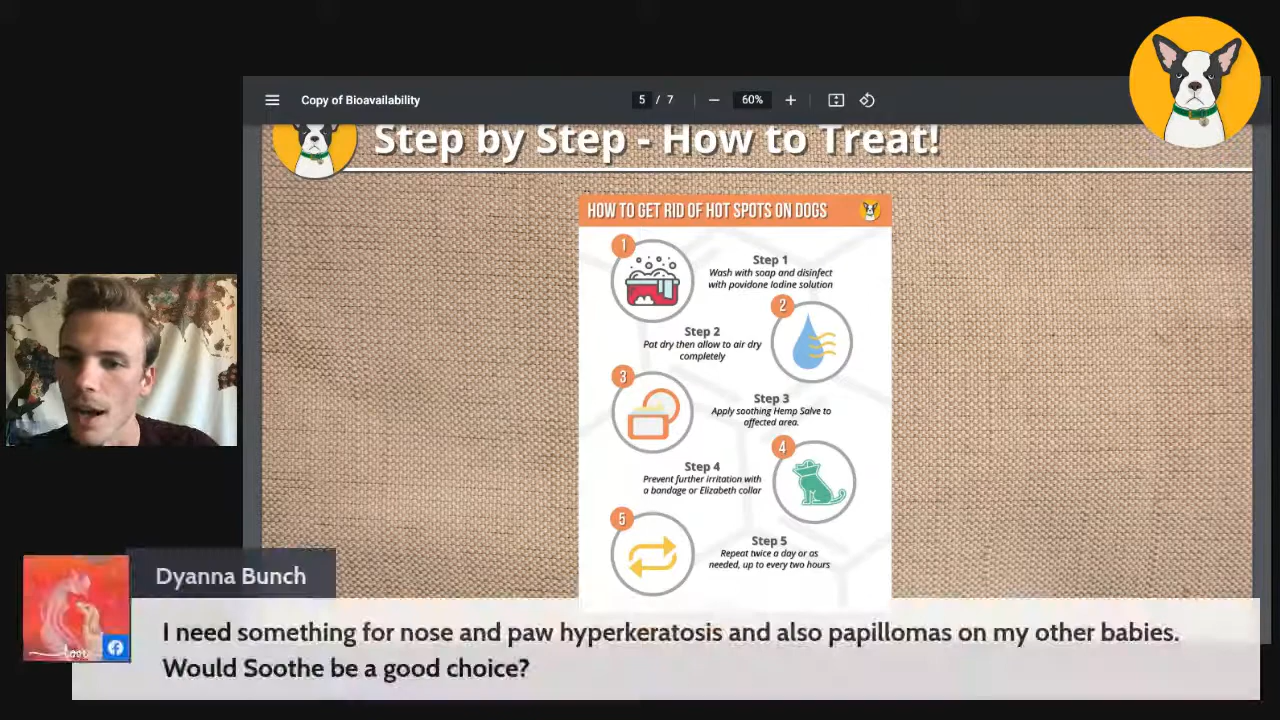 Copy of Bioavailability
5 / 7
60%
Step by Step - How to Treat!
HOW TO GET RID OF HOT SPOTS ON DOGS
1
Step 1
Wash with soap and disinfect
with povidone Iodine solution
2
Step 2
Pat dry then allow to air dry
completely
3
Step 3
Apply soothing Hemp Salve to
affected area.
4
Step 4
Prevent further irritation with
a bandage or Elizabeth collar
5
Step 5
Repeat twice a day or as
needed, up to every two hours
love
Dyanna Bunch
I need something for nose and paw hyperkeratosis and also papillomas on my other babies.
Would Soothe be a good choice?